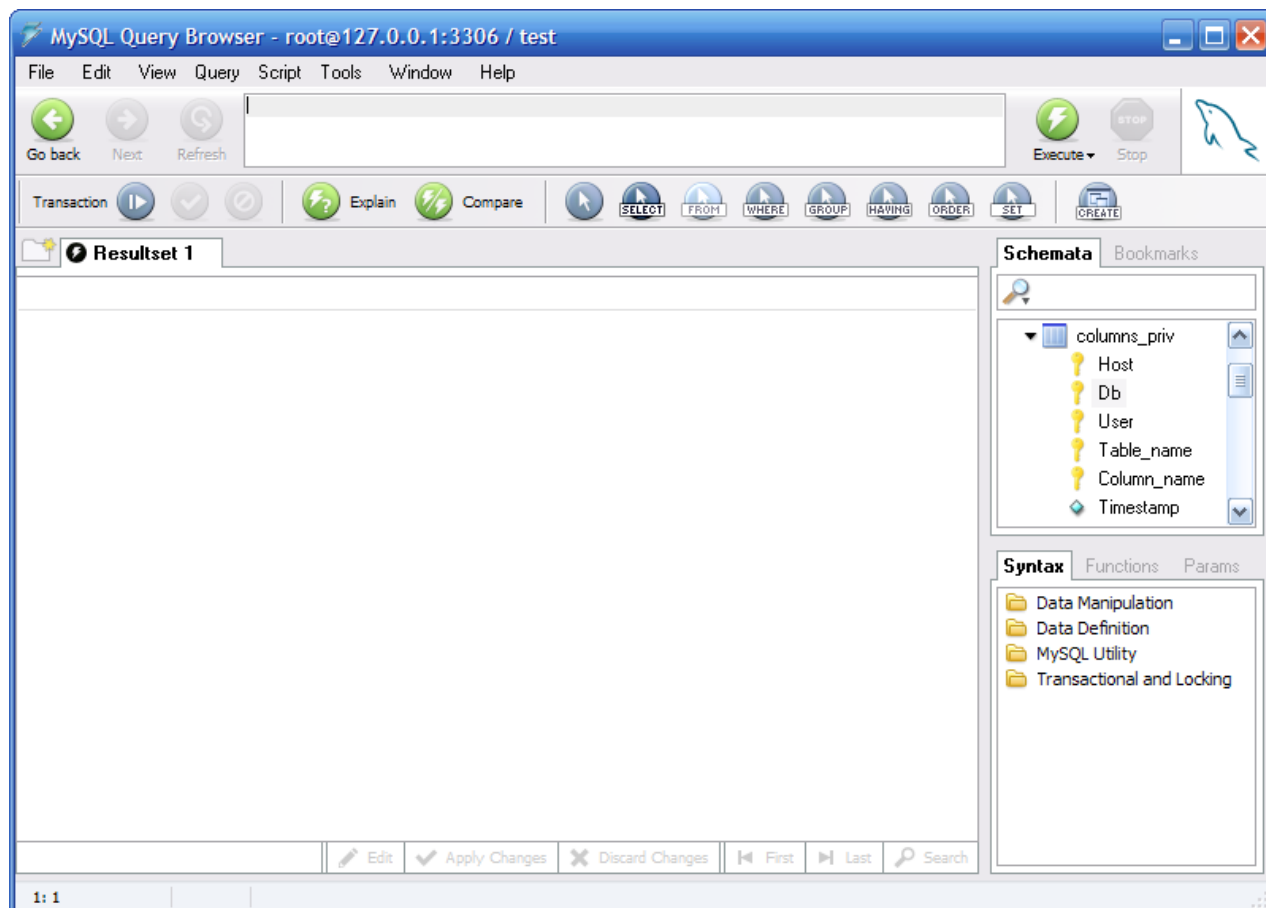 MySQL Query Browser - root@127.0.0.1:3306 / test
File Edit View Query Script Tools Window Help
Go back Next Refresh Execute STOP Stop
Transaction Explain Compare SELECT FROM WHERE GROUP HAVING ORDER SET CREATE
Resultset 1
Schemata Bookmarks
columns_priv
Host
Db
User
Table_name
Column_name
Timestamp
Syntax Functions Params
Data Manipulation
Data Definition
MySQL Utility
Transactional and Locking
Edit Apply Changes Discard Changes First Last Search
1: 1